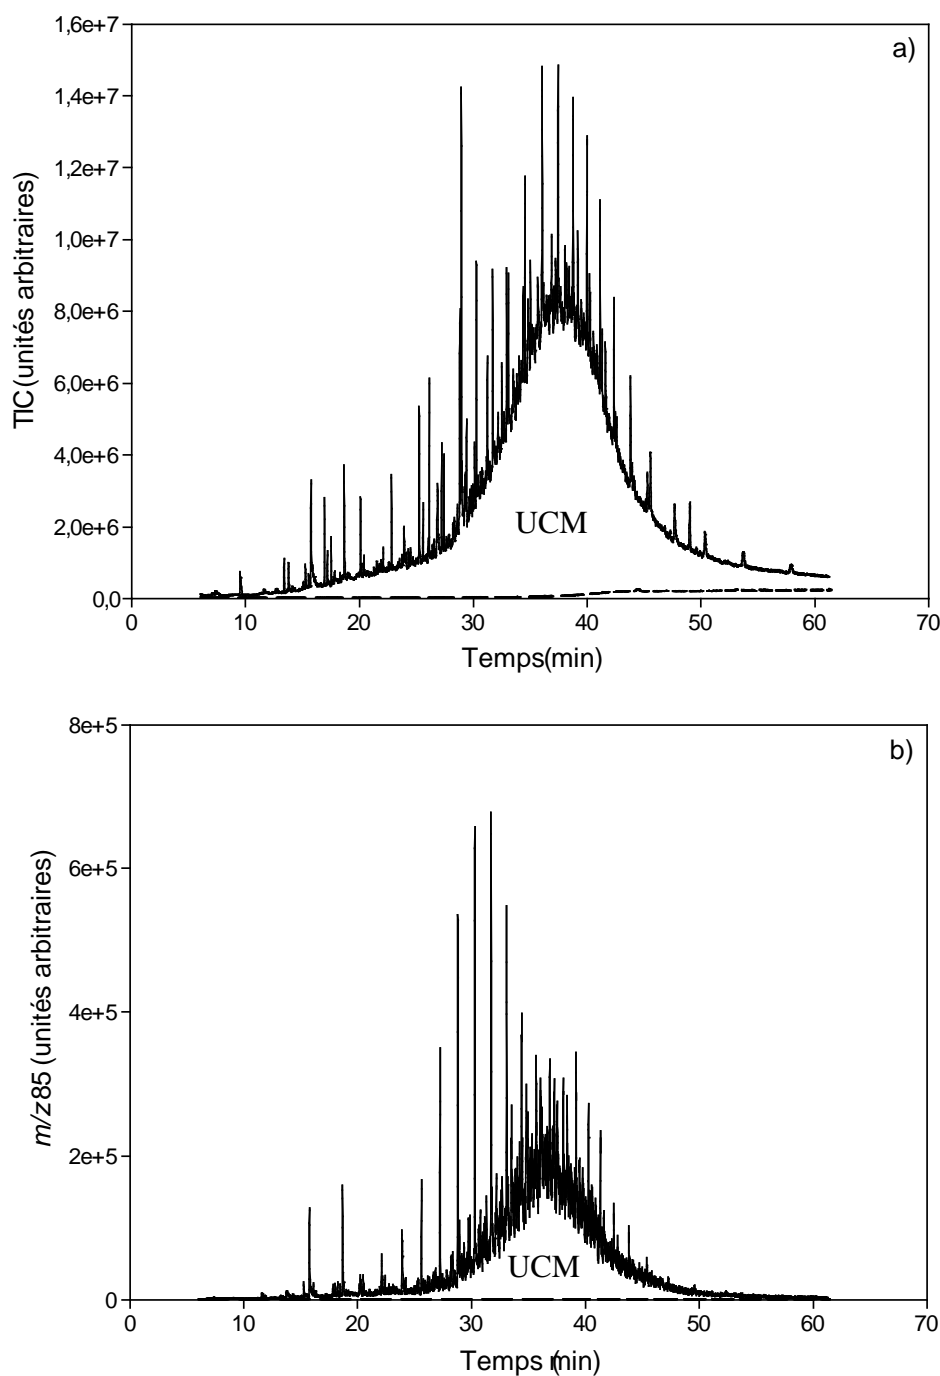 a)
TIC(unités arbitraires)
1,6e+7
1,4e+7
1,2e+7
1,0e+7
8,0e+6
6,0e+6
4,0e+6
2,0e+6
0,0
UCM
0 10 20 30 40 50 60 70
Temps(min)
b)
m/z85 (unités arbitraires)
8e+5
6e+5
4e+5
2e+5
0
UCM
0 10 20 30 40 50 60 70
Temps (min)